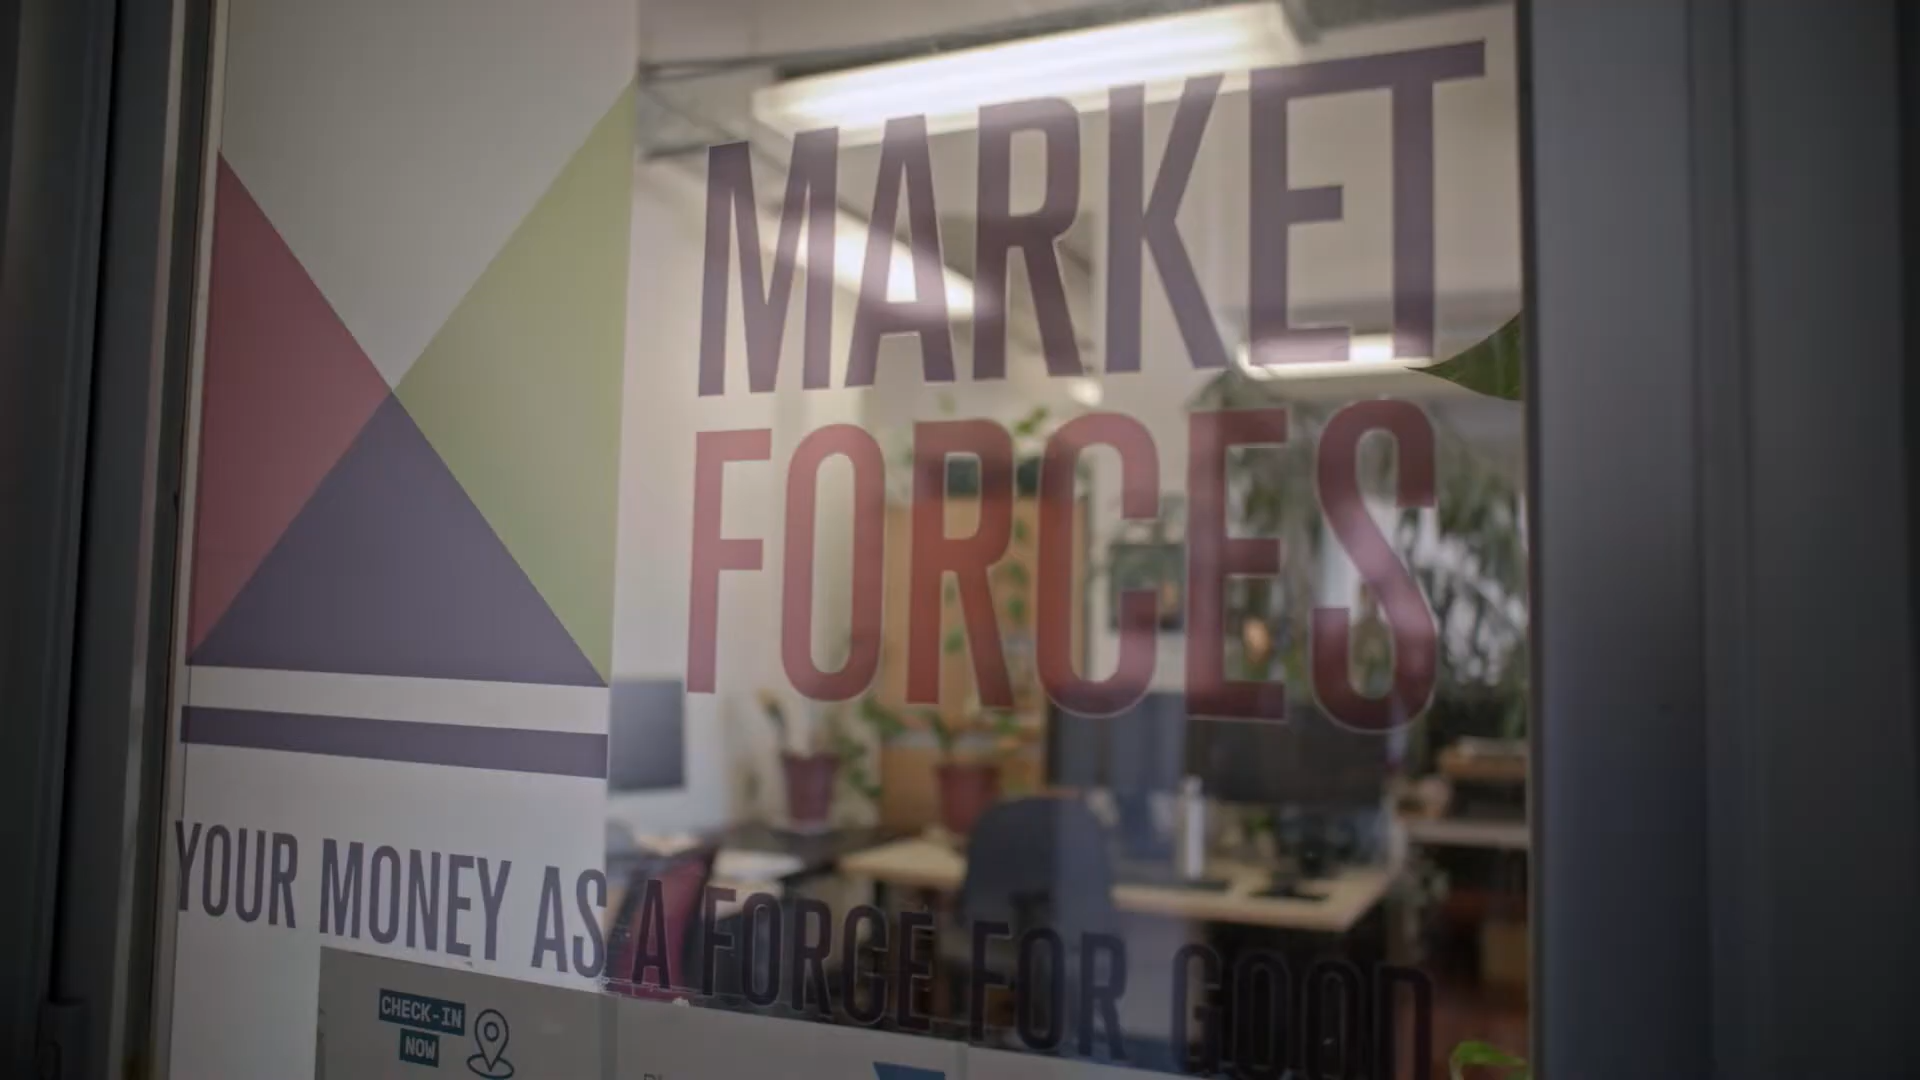 MARKET
FORCES
YOUR MONEY AS A FORCE FOR GOOD
CHECK-IN
NOW